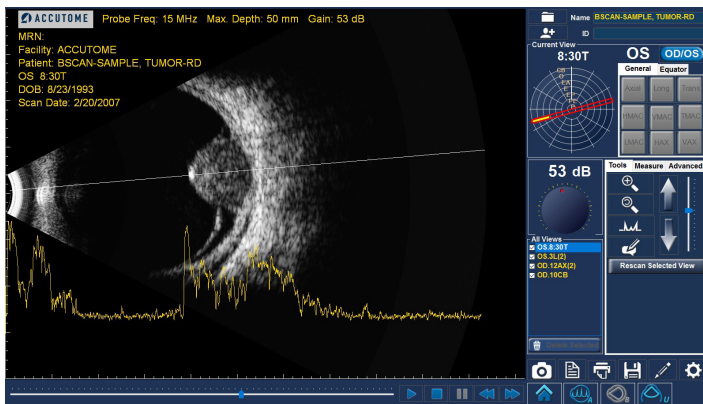 ACCUTOME Probe Freq: 15 MHz Max. Depth: 50 mm Gain: 53 dB
MRN:
Facility: ACCUTOME
Patient: BSCAN-SAMPLE, TUMOR-RD
OS 8:30T
DOB: 8/23/1993
Scan Date: 2/20/2007
Name BSCAN-SAMPLE, TUMOR-RD
ID
Current View
8:30T
OS OD/OS
General Equator
Axial Long Trans
HMAC VMAC TMAC
LMAC HAX VAX
53 dB
Tools Measure Advanced
All Views
OS.8:30T
OS.3L(2)
OD.12AX(2)
OD.10CB
Rescan Selected View
Delete Selected
A
B
U